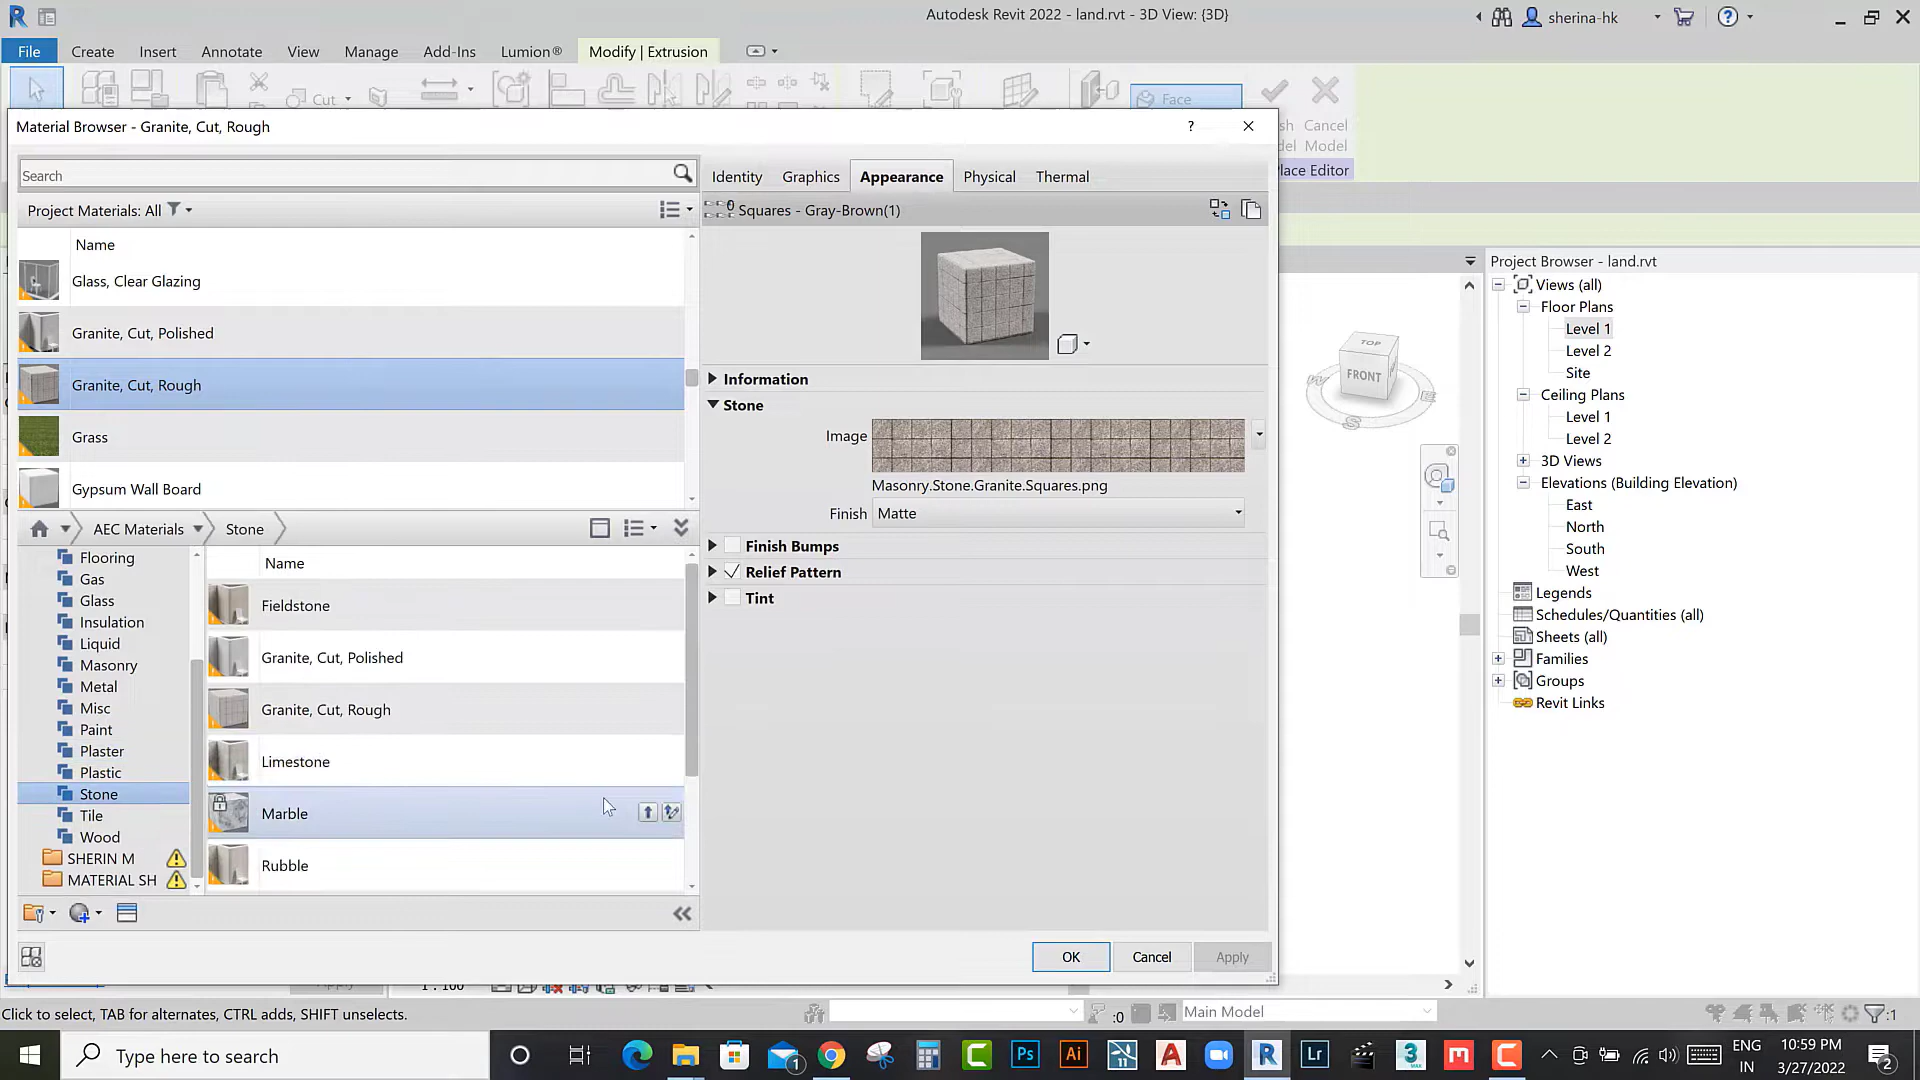 Autodesk Revit 2022 - land.rvt - 3D View: {3D}
sherina-hk
File Create Insert Annotate View Manage Add-Ins Lumion® Modify | Extrusion
Cut
Face
Cancel
Model
Material Browser - Granite, Cut, Rough
?
Search
Project Materials: All
Name
Glass, Clear Glazing
Granite, Cut, Polished
Granite, Cut, Rough
Grass
Gypsum Wall Board
AEC Materials Stone
Flooring
Gas
Glass
Insulation
Liquid
Masonry
Metal
Misc
Paint
Plaster
Plastic
Stone
Tile
Wood
SHERIN M
MATERIAL SH
Name
Fieldstone
Granite, Cut, Polished
Granite, Cut, Rough
Limestone
Marble
Rubble
Identity Graphics Appearance Physical Thermal
0 Squares - Gray-Brown(1)
Information
Stone
Image
Masonry.Stone.Granite.Squares.png
Finish Matte
Finish Bumps
Relief Pattern
Tint
OK Cancel Apply
TOP
FRONT
W
S
E
Project Browser - land.rvt
Views (all)
Floor Plans
Level 1
Level 2
Site
Ceiling Plans
Level 1
Level 2
3D Views
Elevations (Building Elevation)
East
North
South
West
Legends
Schedules/Quantities (all)
Sheets (all)
Families
Groups
Revit Links
Click to select, TAB for alternates, CTRL adds, SHIFT unselects.
:0
Main Model
:1
Type here to search
ENG
IN
10:59 PM
3/27/2022
2